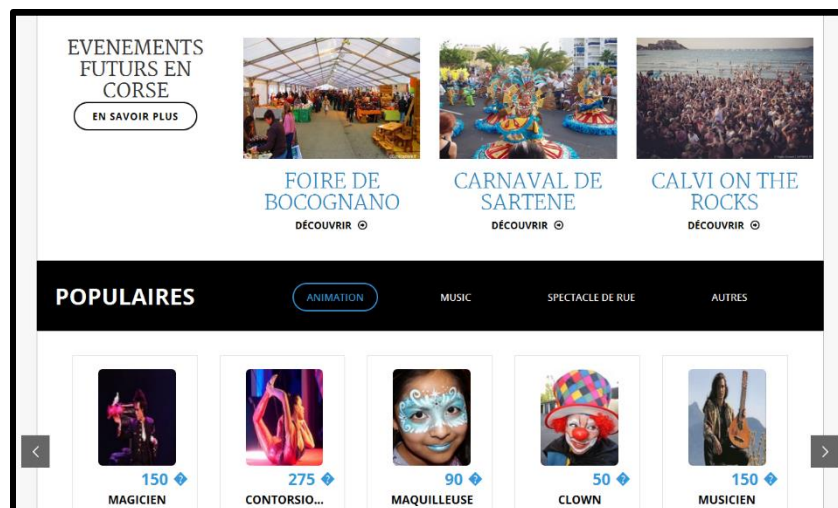 EVENEMENTS
FUTURS EN
CORSE
EN SAVOIR PLUS
FOIRE DE
BOCOGNANO
DÉCOUVRIR
CARNAVAL DE
SARTENE
DÉCOUVRIR
CALVI ON THE
ROCKS
DÉCOUVRIR
POPULAIRES
ANIMATION
MUSIC
SPECTACLE DE RUE
AUTRES
150 �
MAGICIEN
275 �
CONTORSIO...
90 �
MAQUILLEUSE
50 �
CLOWN
150 �
MUSICIEN